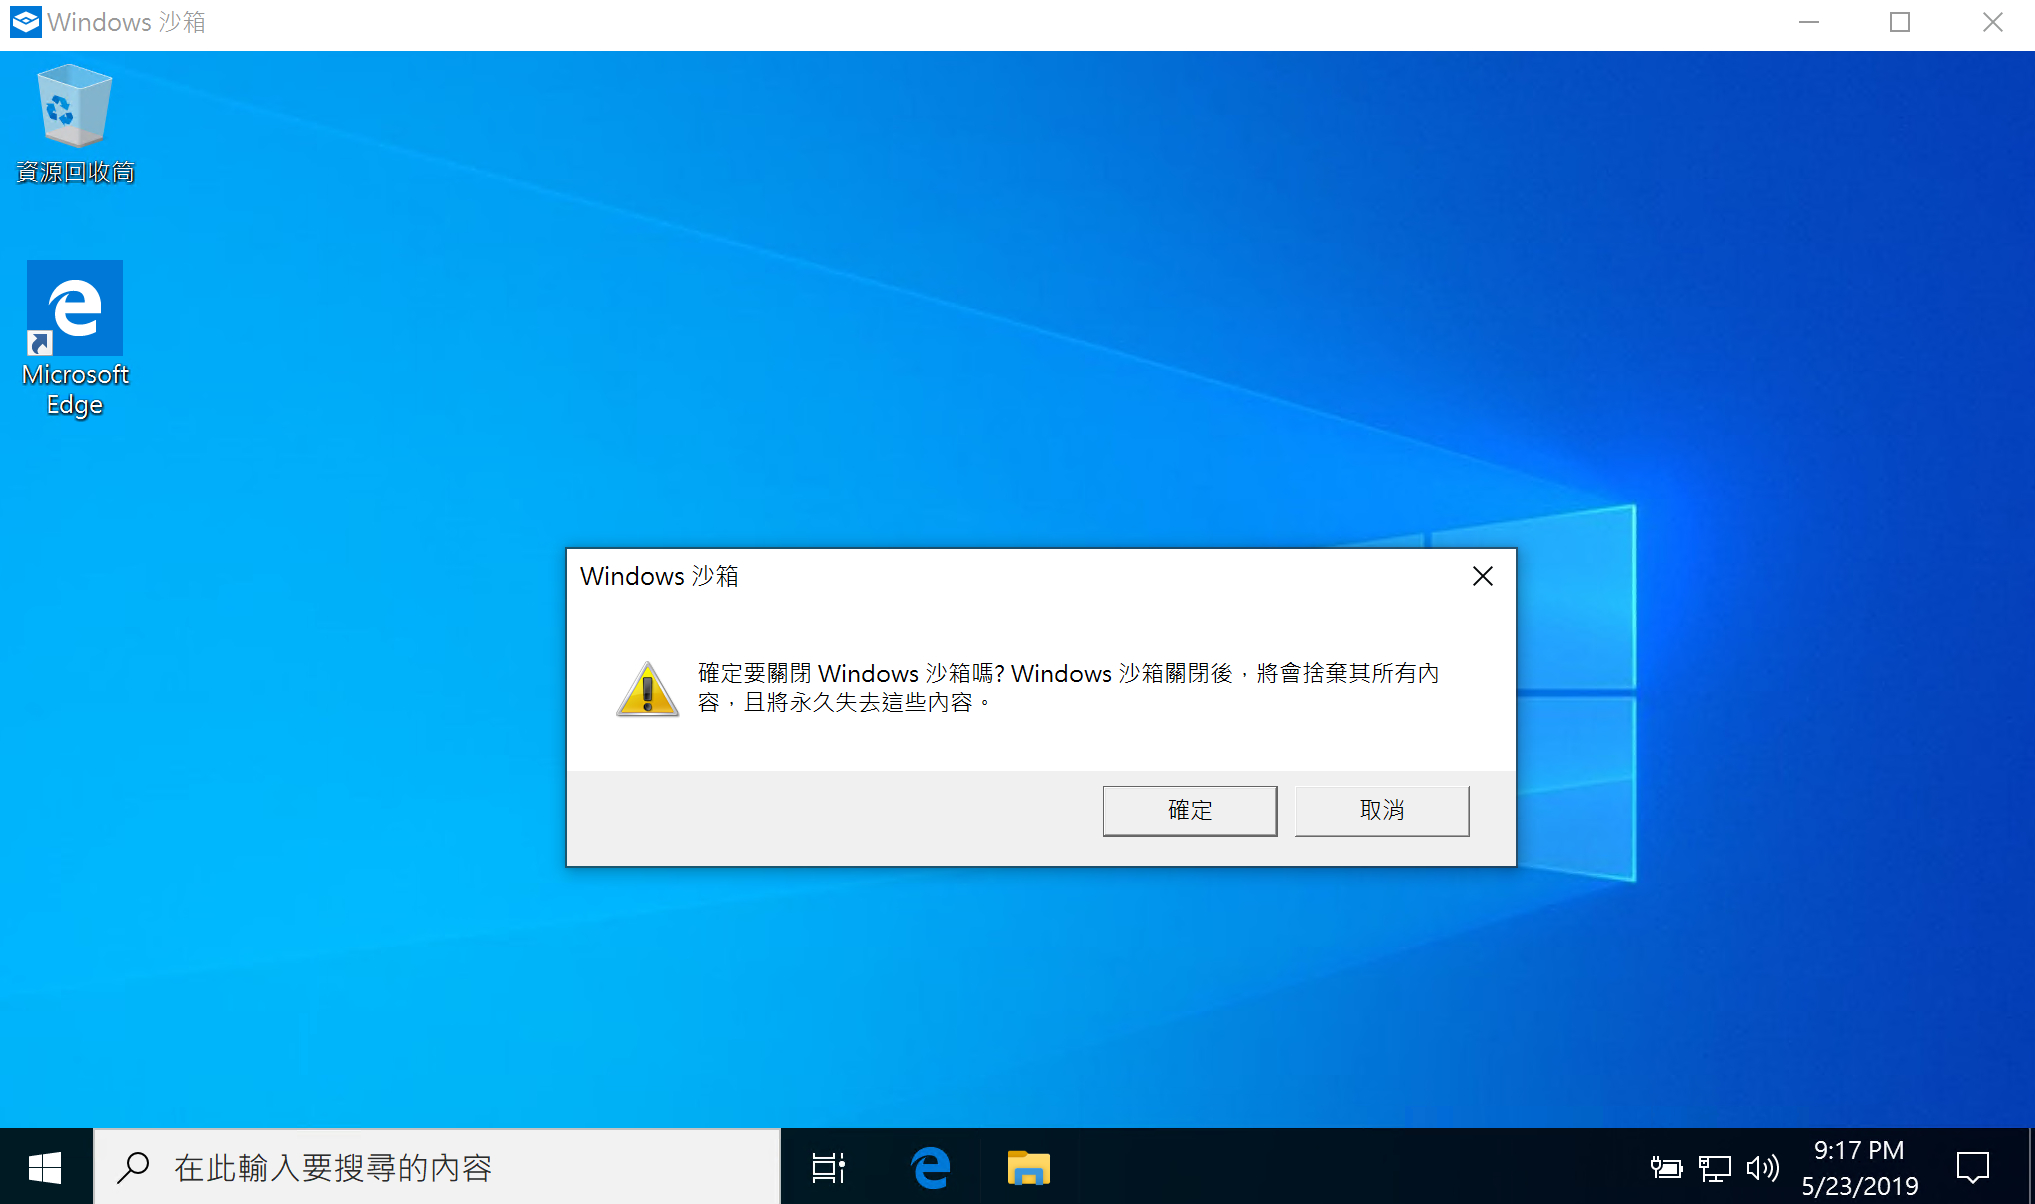 Windows 沙箱
資源回收筒
Microsoft
Edge
Windows 沙箱
確定要關閉 Windows 沙箱嗎? Windows 沙箱關閉後，將會捨棄其所有內
容，且將永久失去這些內容。
確定
取消
在此輸入要搜尋的內容
9:17 PM
5/23/2019